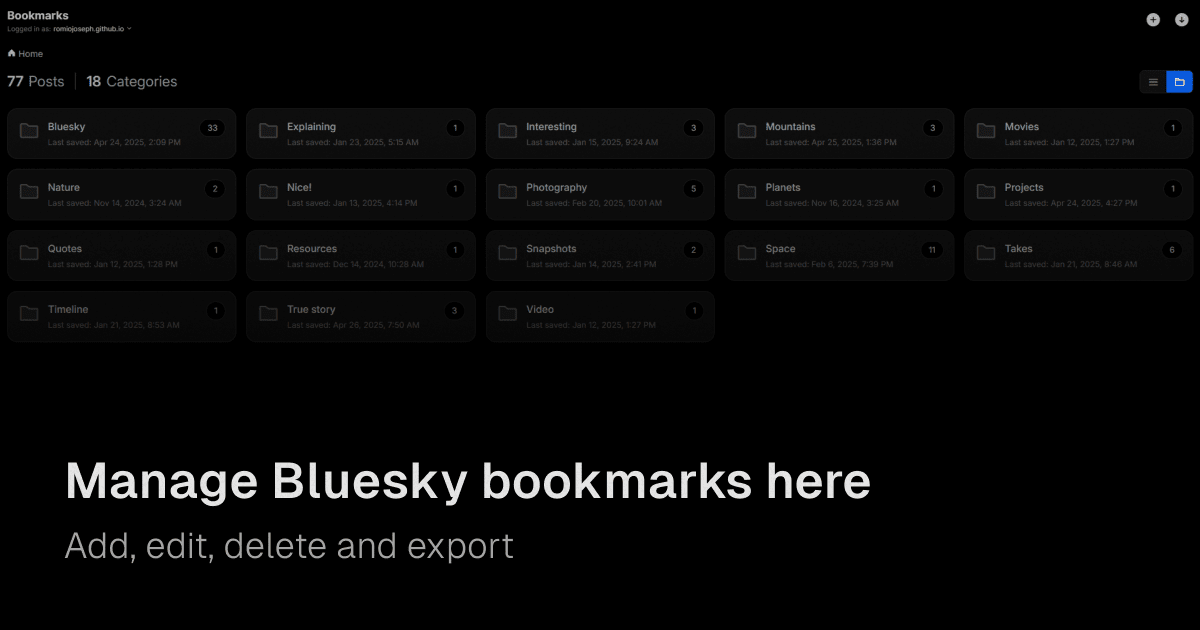 Bookmarks
Logged in as: romiojoseph.github.io
Home
77 Posts 18 Categories
Bluesky 33
Last saved: Apr 24, 2025, 2:09 PM
Explaining 1
Last saved: Jan 23, 2025, 5:15 AM
Interesting 3
Last saved: Jan 15, 2025, 9:24 AM
Mountains 3
Last saved: Apr 25, 2025, 1:36 PM
Movies 1
Last saved: Jan 12, 2025, 1:27 PM
Nature 2
Last saved: Nov 14, 2024, 3:24 AM
Nice! 1
Last saved: Jan 13, 2025, 4:14 PM
Photography 5
Last saved: Feb 20, 2025, 10:01 AM
Planets 1
Last saved: Nov 16, 2024, 3:25 AM
Projects 1
Last saved: Apr 24, 2025, 4:27 PM
Quotes 1
Last saved: Jan 12, 2025, 1:28 PM
Resources 1
Last saved: Dec 14, 2024, 10:28 AM
Snapshots 2
Last saved: Jan 14, 2025, 2:41 PM
Space 11
Last saved: Feb 6, 2025, 7:39 PM
Takes 6
Last saved: Jan 21, 2025, 8:46 AM
Timeline 1
Last saved: Jan 21, 2025, 8:53 AM
True story 3
Last saved: Apr 26, 2025, 7:50 AM
Video 1
Last saved: Jan 12, 2025, 1:27 PM
Manage Bluesky bookmarks here
Add, edit, delete and export